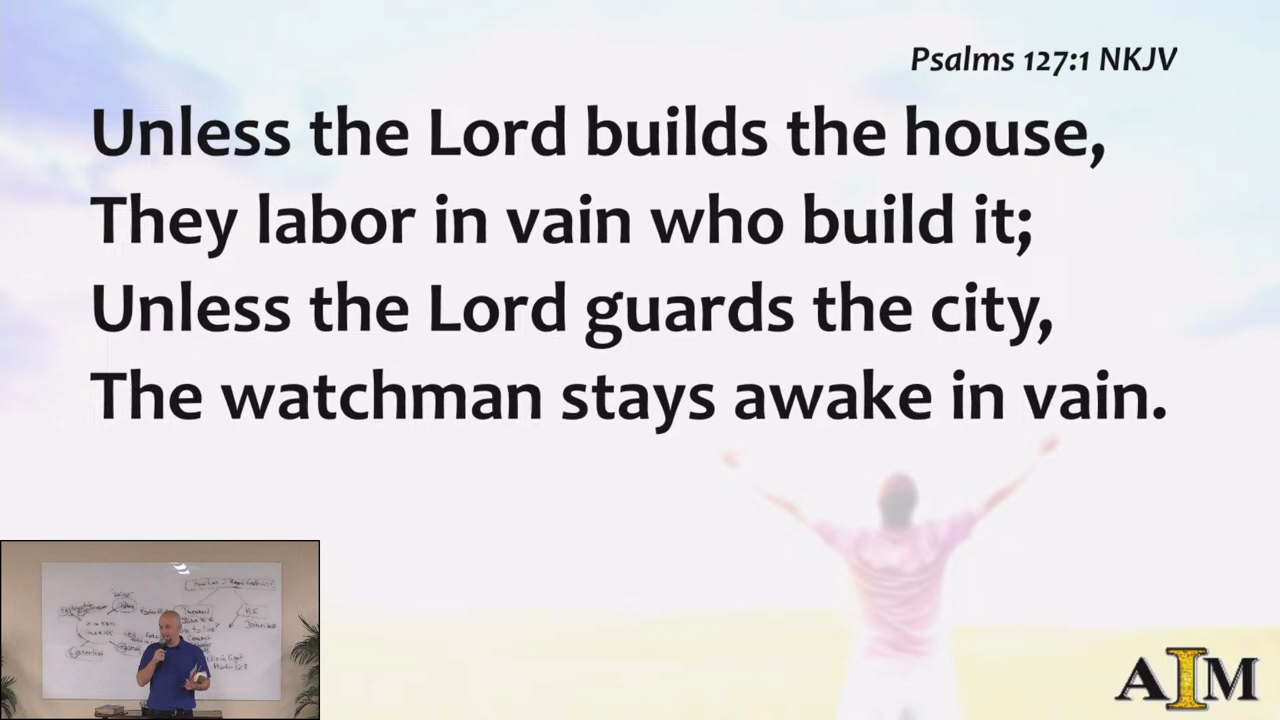 Psalms 127:1 NKJV
Unless the Lord builds the house,
They labor in vain who build it;
Unless the Lord guards the city,
The watchman stays awake in vain.
AIM